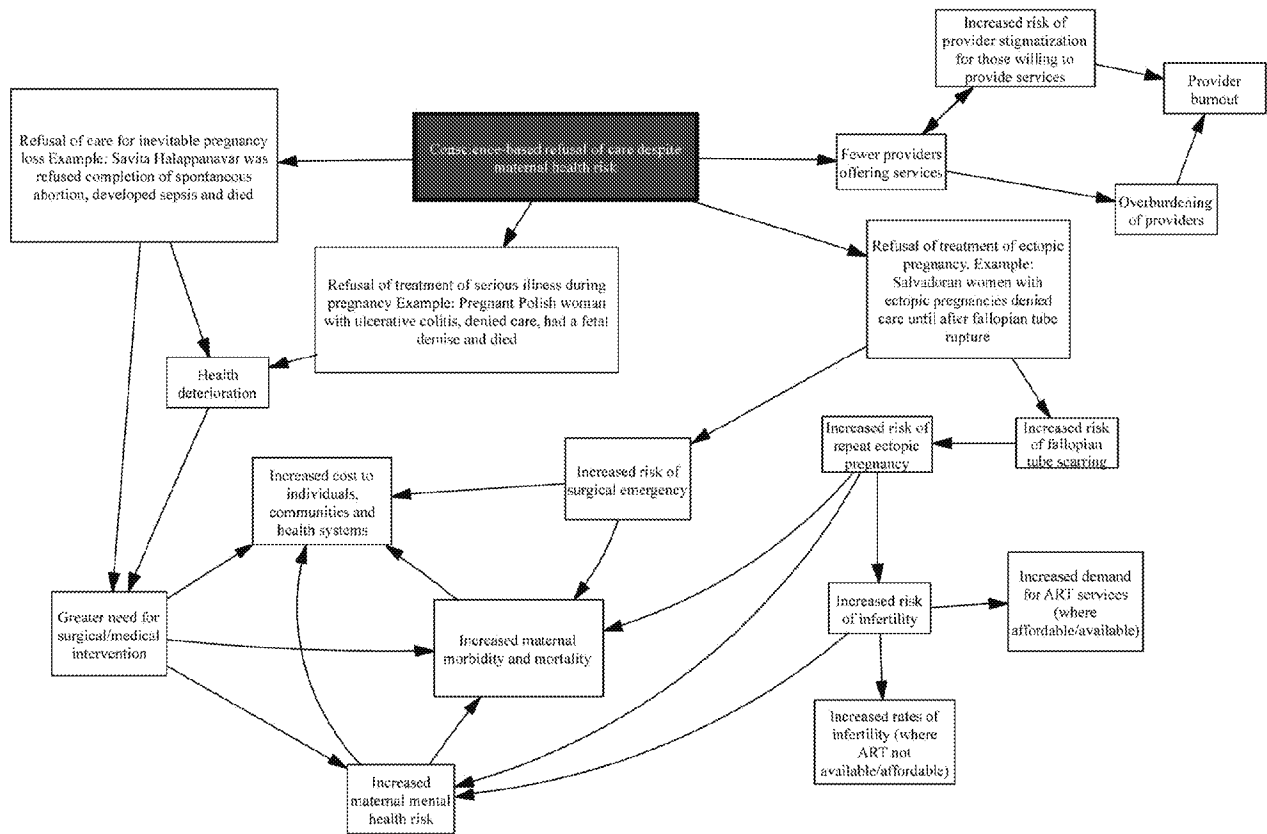 Increased risk of
provider stigmatization
for those willing to
provide services
Provider
burnout
Refusal of care for inevitable pregnancy
loss Example: Savita Halappanavar was
refused completion of spontaneous
abortion, developed sepsis and died
Conscience-based refusal of care despite
maternal health risk
Fewer providers
offering services
Overburdening
of providers
Refusal of treatment of serious illness during
pregnancy Example: Pregnant Polish woman
with ulcerative colitis, denied care, had a fetal
demise and died
Refusal of treatment of ectopic
pregnancy. Example:
Salvadoran women with
ectopic pregnancies denied
care until after fallopian tube
rupture
Health
deterioration
Increased cost to
individuals,
communities and
health systems
Increased risk of
surgical emergency
Increased risk of
repeat ectopic
pregnancy
Increased risk
of fallopian
tube scarring
Greater need for
surgical/medical
intervention
Increased maternal
morbidity and mortality
Increased risk
of infertility
Increased demand
for ART services
(where
affordable/available)
Increased rates of
infertility (where
ART not
available/affordable)
Increased
maternal mental
health risk